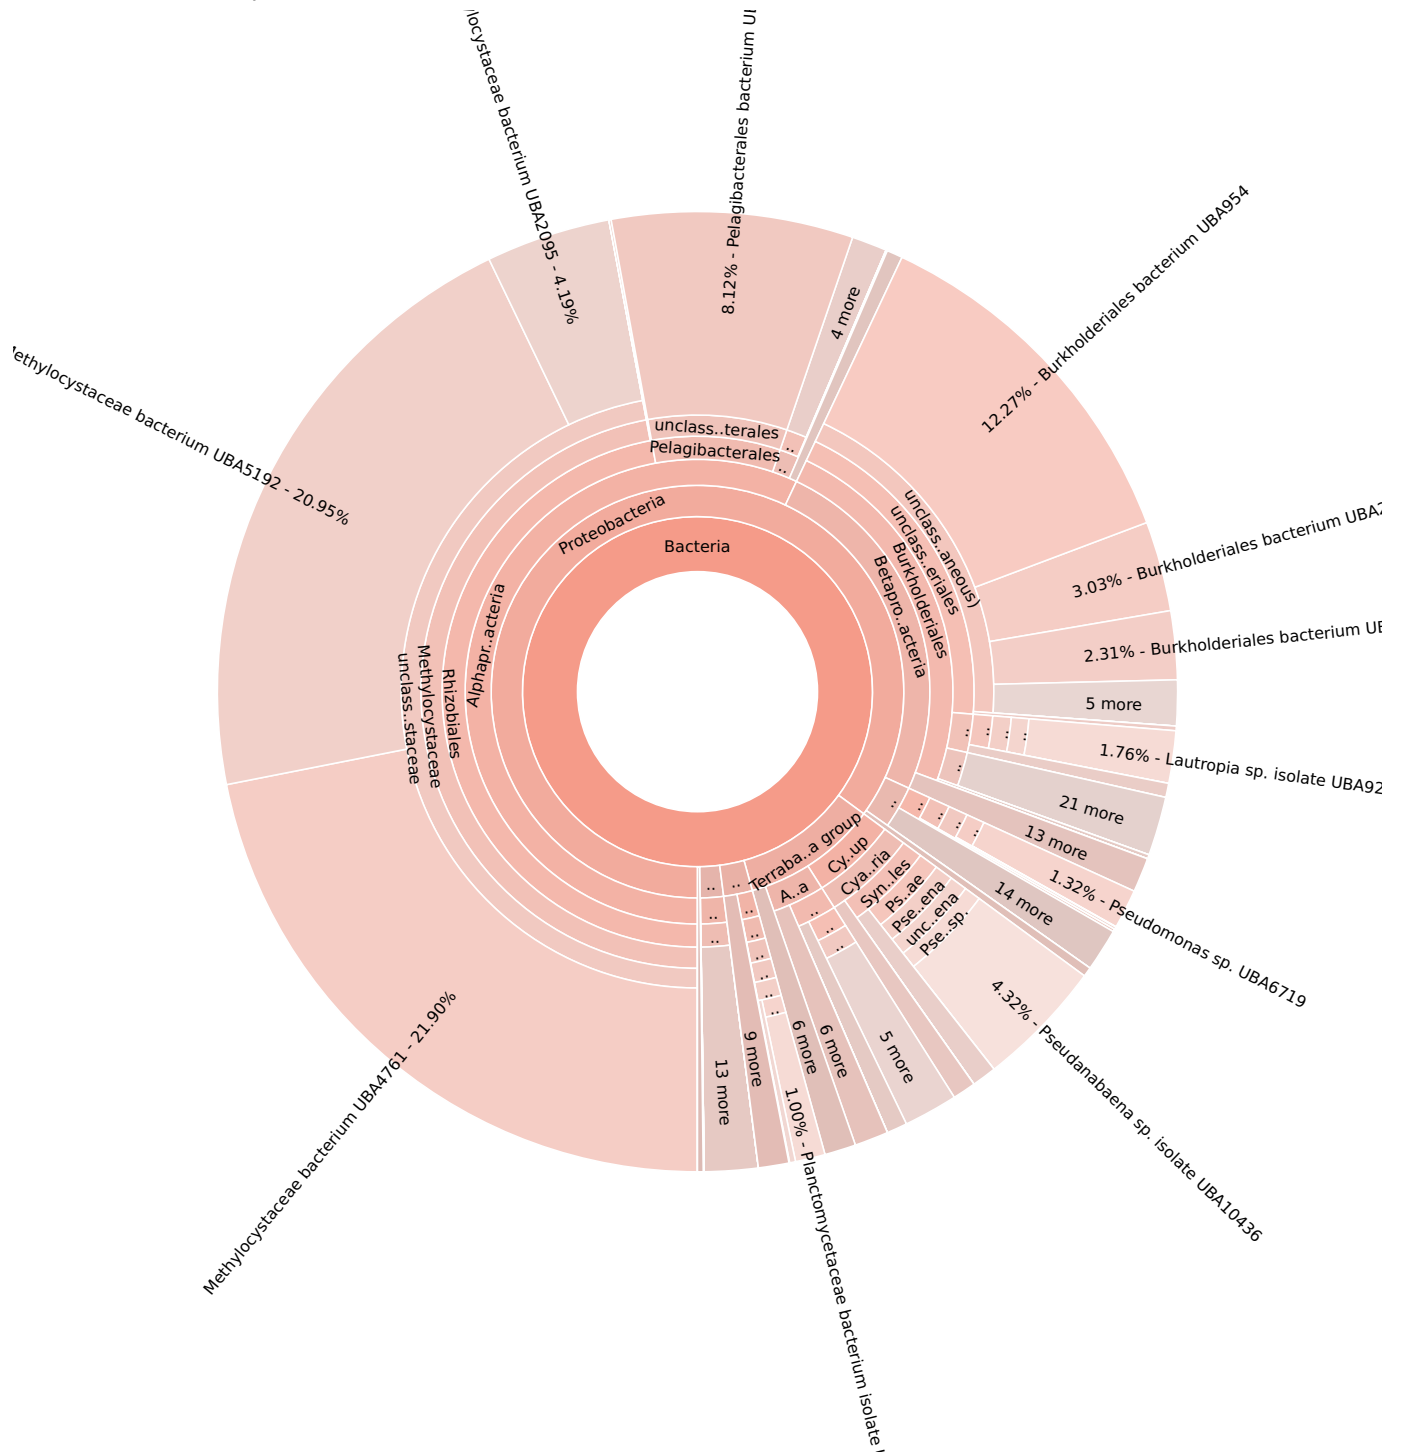 locystaceae bacterium UBA2095 - 4.19%
8.12% - Pelagibacterales bacterium
4 more
12.27% - Burkholderiales bacterium UBA954
Methylocystaceae bacterium UBA5192 - 20.95%
unclass..terales
..
Pelagibacterales
..
Proteobacteria
Bacteria
unclass..aneous)
unclass..eriales
Burkholderiales
Betapro..acteria
3.03% - Burkholderiales bacterium
2.31% - Burkholderiales bacterium
5 more
Alphapr..acteria
Rhizobiales
Methylocystaceae
unclass..staceae
..
..
..
..
1.76% - Lautropia sp. isolate UBA92
..
21 more
13 more
..
..
..
..
..
1.32% - Pseudomonas sp. UBA6719
14 more
Terraba..a group
Cy..up
Cya..ria
Syn..les
Ps..ae
Pse..ena
unc..ena
Pse..sp.
4.32% - Pseudanabaena sp. isolate UBA10436
A..a
..
..
..
5 more
6 more
6 more
..
..
..
..
..
..
..
1.00% - Planctomycetaceae bacterium isolate
9 more
..
..
..
13 more
Methylocystaceae bacterium UBA4761 - 21.90%